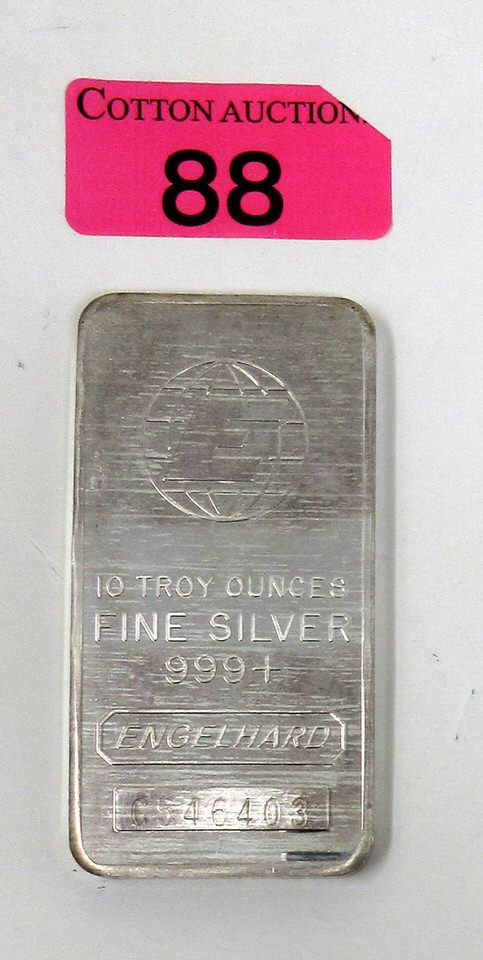 COTTON AUCTION
88
E
10 TROY OUNCES
FINE SILVER
999+
ENGELHARD
C546403